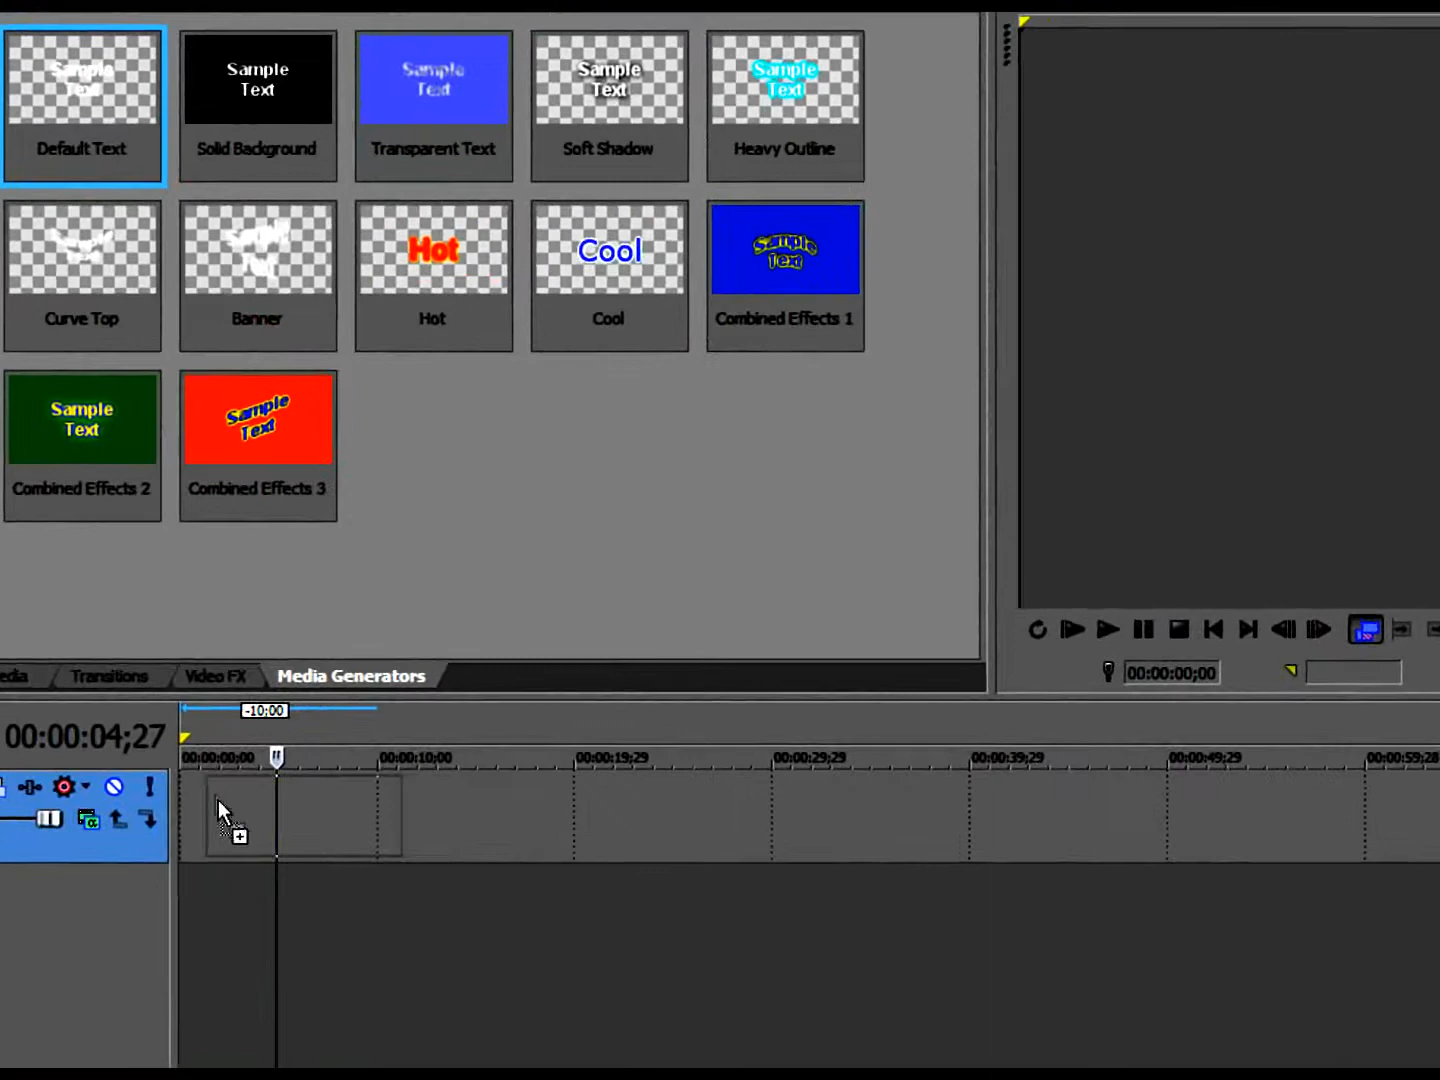 Sample
Text
Sample
Text
Sample
Text
Sample
Text
Sample
Text
Default Text
Solid Background
Transparent Text
Soft Shadow
Heavy Outline
Sample
Text
Hot
Cool
Sample
Text
Curve Top
Banner
Hot
Cool
Combined Effects 1
Sample
Text
Sample
Text
Combined Effects 2
Combined Effects 3
Transitions
Video FX
Media Generators
00:00:00;00
-10;00
00:00:04;27
00:00:00;00
00:00:10;00
00:00:19;29
00:00:29;29
00:00:39;29
00:00:49;29
00:00:59;28